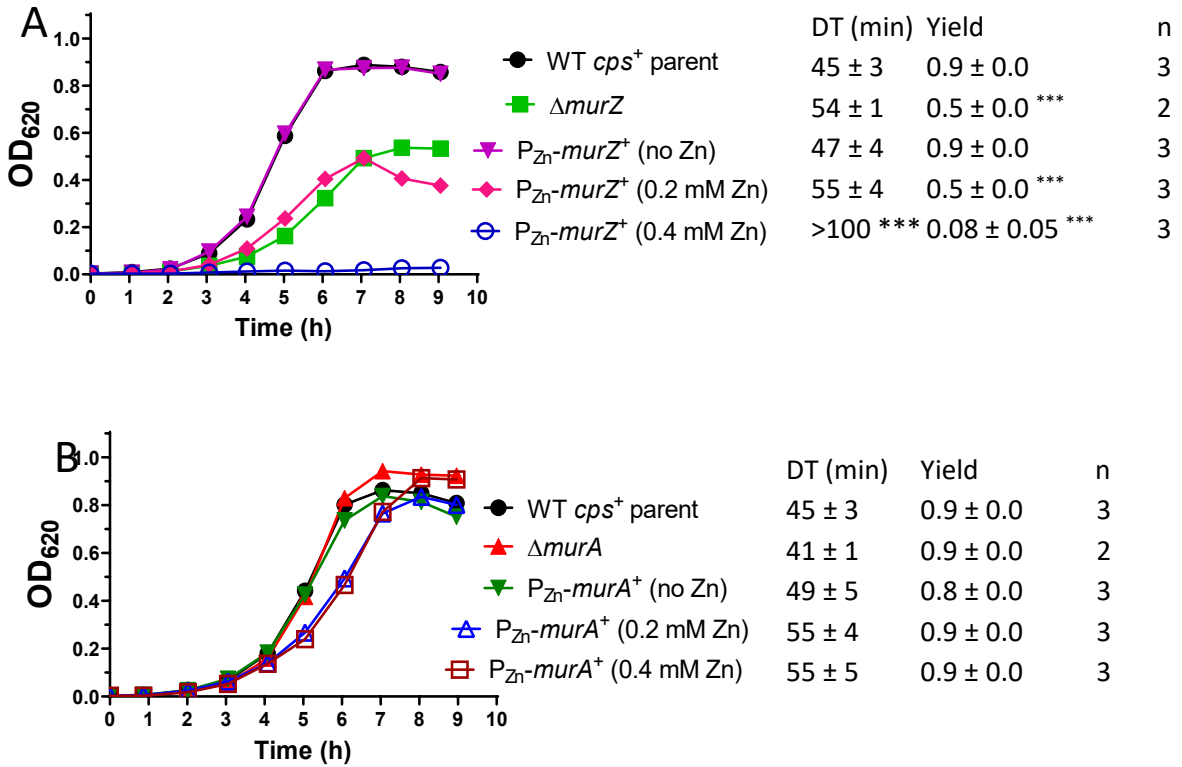 A
OD620
1.0
0.8
0.6
0.4
0.2
0.0
0 1 2 3 4 5 6 7 8 9 10
Time (h)
DT (min) Yield n
WT cps+ parent 45 ± 3 0.9 ± 0.0 3
ΔmurZ 54 ± 1 0.5 ± 0.0 *** 2
PZn-murZ+ (no Zn) 47 ± 4 0.9 ± 0.0 3
PZn-murZ+ (0.2 mM Zn) 55 ± 4 0.5 ± 0.0 *** 3
PZn-murZ+ (0.4 mM Zn) >100 *** 0.08 ± 0.05 *** 3
B
OD620
1.0
0.8
0.6
0.4
0.2
0.0
0 1 2 3 4 5 6 7 8 9 10
Time (h)
DT (min) Yield n
WT cps+ parent 45 ± 3 0.9 ± 0.0 3
ΔmurA 41 ± 1 0.9 ± 0.0 2
PZn-murA+ (no Zn) 49 ± 5 0.8 ± 0.0 3
PZn-murA+ (0.2 mM Zn) 55 ± 4 0.9 ± 0.0 3
PZn-murA+ (0.4 mM Zn) 55 ± 5 0.9 ± 0.0 3